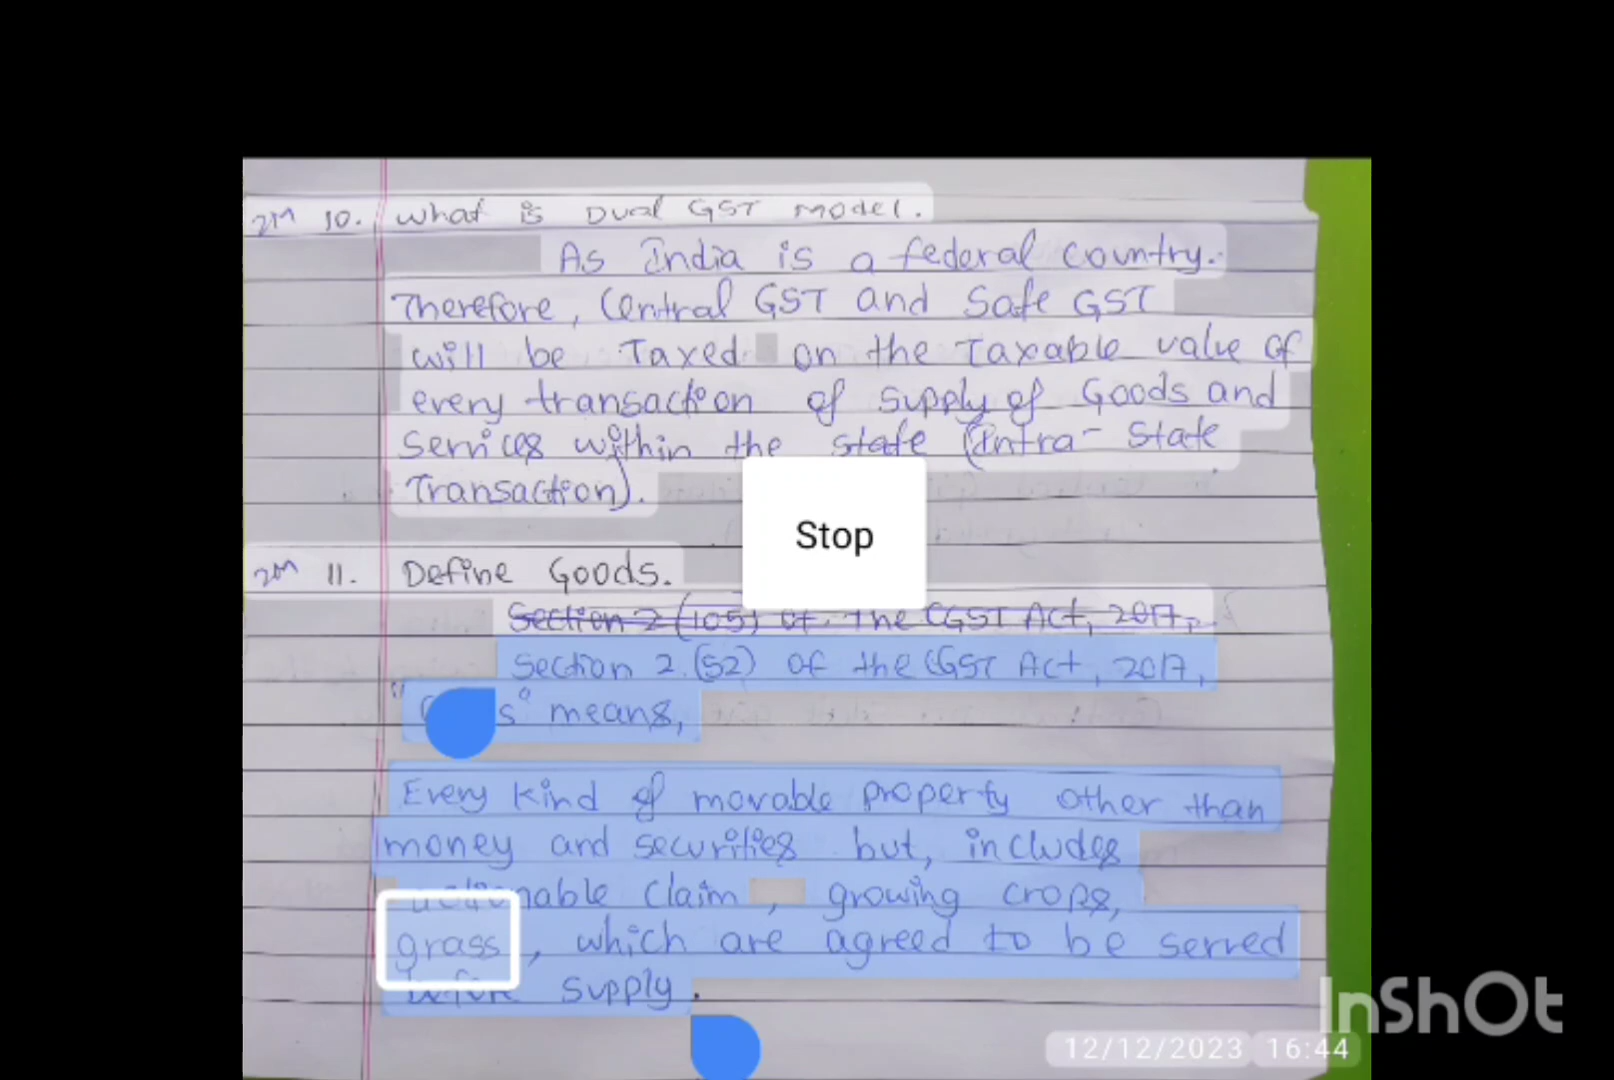 2M 10. What is Dual GST model.
As India is a federal country.
Therefore, Central GST and Safe GST
will be Taxed on the Taxable value of
every transaction of supply of Goods and
Services within the state (Intra- State
Transaction).
Stop
2M 11. Define Goods.
Section 2 (105) of the CGST Act, 2017,
Section 2.(52) of the CGST Act, 2017,
means,
Every kind of movable property other than
money and securities but, includes
actionable claim, growing crops,
grass, which are agreed to be served
before supply.
InShOt
12/12/2023 16:44